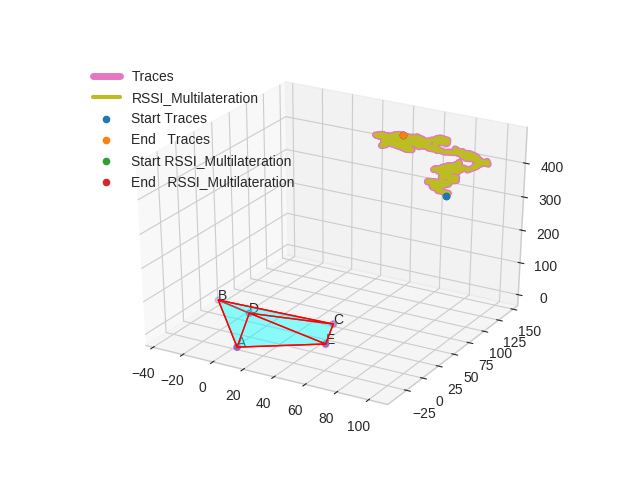 Traces
RSSI_Multilateration
Start Traces
End Traces
Start RSSI_Multilateration
End RSSI_Multilateration
400
300
200
100
0
B
D
C
A
E
150
125
100
75
50
25
0
−25
−40
−20
0
20
40
60
80
100